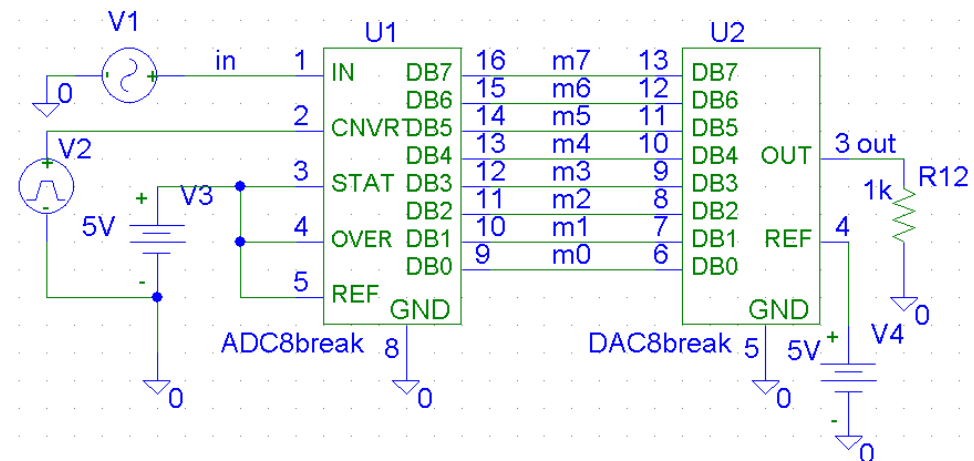 V1
U1
U2
in
1
IN
DB7
16
m7
13
DB7
0
DB6
15
m6
12
DB6
2
CNVRT
DB5
14
m5
11
DB5
V2
DB4
13
m4
10
DB4
OUT
3
out
R12
1k
3
STAT
DB3
12
m3
9
DB3
V3
DB2
11
m2
8
DB2
+
5V
4
OVER
DB1
10
m1
7
DB1
REF
4
DB0
9
m0
6
DB0
-
5
REF
GND
GND
0
ADC8break
8
DAC8break
5
5V
+
V4
0
0
0
-
0